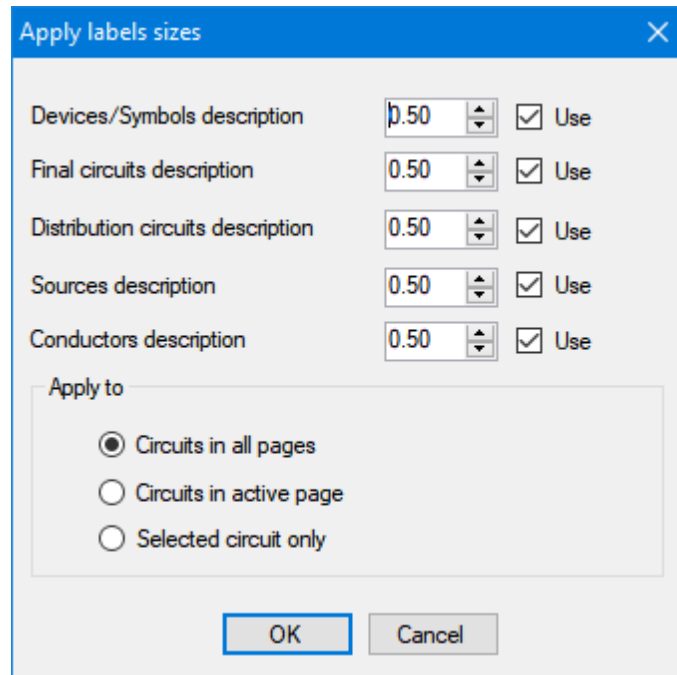 Apply labels sizes
Devices/Symbols description 0.50 Use
Final circuits description 0.50 Use
Distribution circuits description 0.50 Use
Sources description 0.50 Use
Conductors description 0.50 Use
Apply to
Circuits in all pages
Circuits in active page
Selected circuit only
OK Cancel